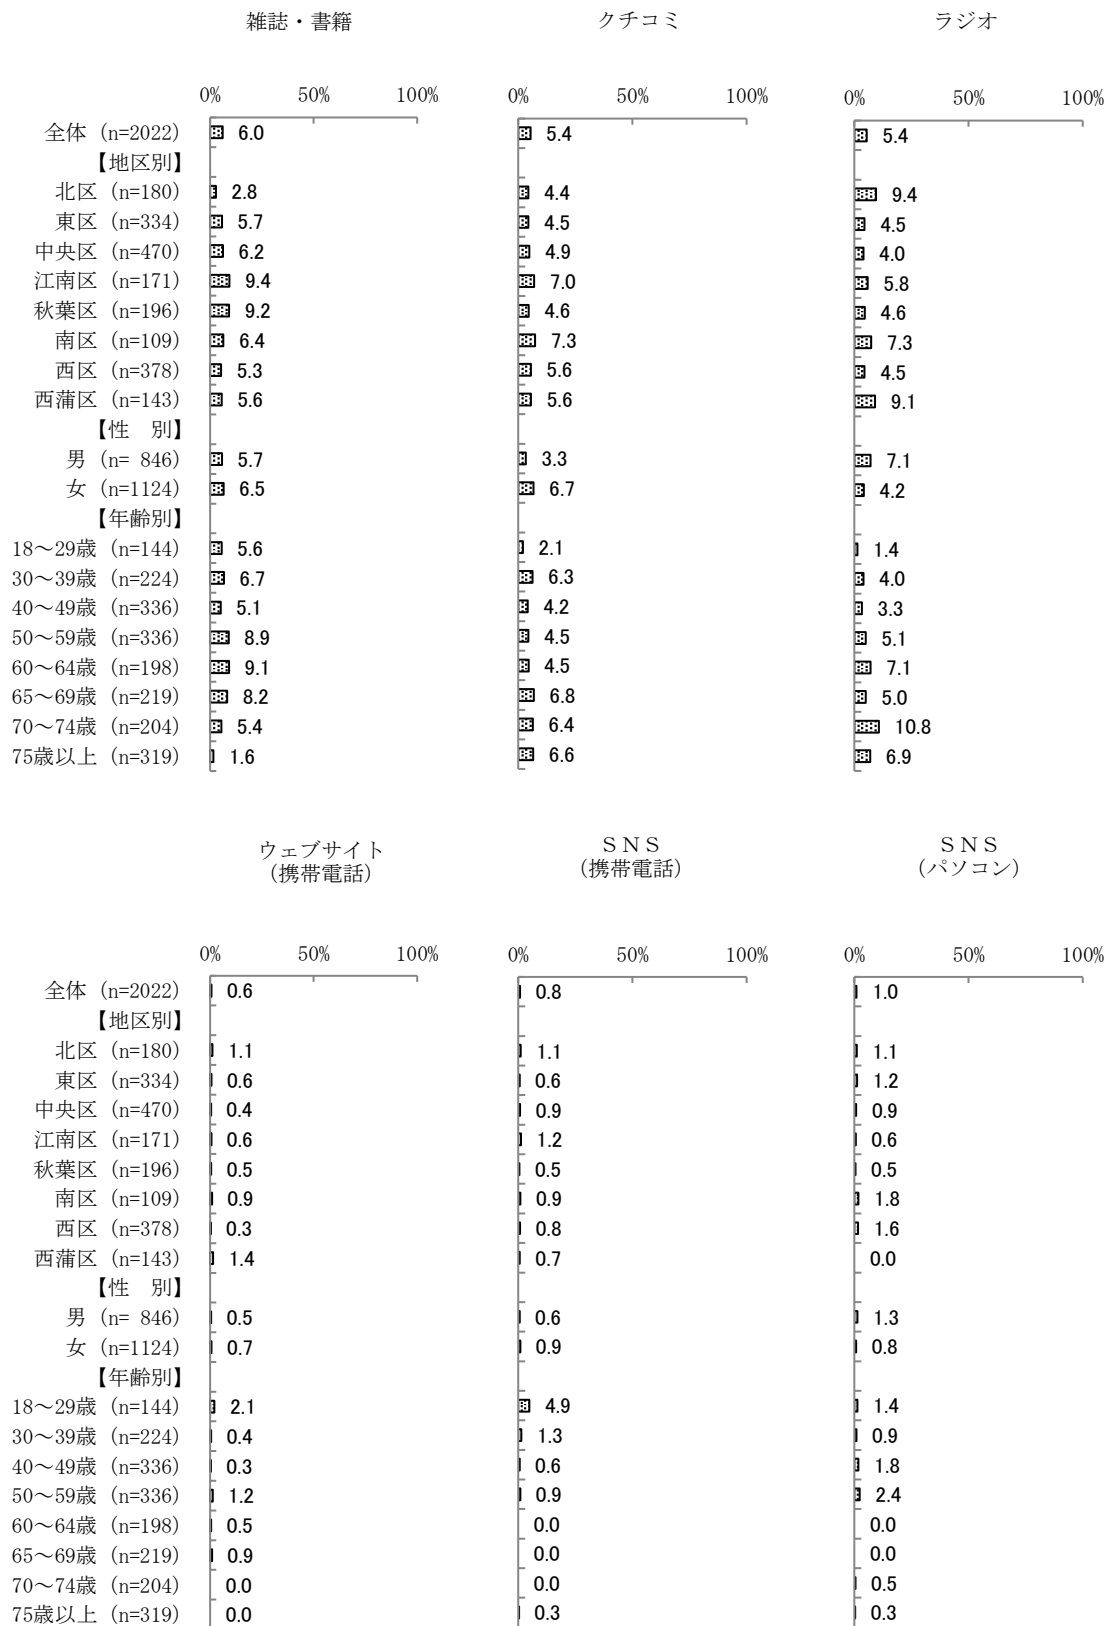 雑誌・書籍 クチコミ ラジオ
0% 50% 100% 0% 50% 100% 0% 50% 100%
全体 (n=2022) 6.0 5.4 5.4
【地区別】
北区 (n=180) 2.8 4.4 9.4
東区 (n=334) 5.7 4.5 4.5
中央区 (n=470) 6.2 4.9 4.0
江南区 (n=171) 9.4 7.0 5.8
秋葉区 (n=196) 9.2 4.6 4.6
南区 (n=109) 6.4 7.3 7.3
西区 (n=378) 5.3 5.6 4.5
西蒲区 (n=143) 5.6 5.6 9.1
【性　別】
男 (n= 846) 5.7 3.3 7.1
女 (n=1124) 6.5 6.7 4.2
【年齢別】
18～29歳 (n=144) 5.6 2.1 1.4
30～39歳 (n=224) 6.7 6.3 4.0
40～49歳 (n=336) 5.1 4.2 3.3
50～59歳 (n=336) 8.9 4.5 5.1
60～64歳 (n=198) 9.1 4.5 7.1
65～69歳 (n=219) 8.2 6.8 5.0
70～74歳 (n=204) 5.4 6.4 10.8
75歳以上 (n=319) 1.6 6.6 6.9
ウェブサイト ＳＮＳ ＳＮＳ
(携帯電話) (携帯電話) (パソコン)
0% 50% 100% 0% 50% 100% 0% 50% 100%
全体 (n=2022) 0.6 0.8 1.0
【地区別】
北区 (n=180) 1.1 1.1 1.1
東区 (n=334) 0.6 0.6 1.2
中央区 (n=470) 0.4 0.9 0.9
江南区 (n=171) 0.6 1.2 0.6
秋葉区 (n=196) 0.5 0.5 0.5
南区 (n=109) 0.9 0.9 1.8
西区 (n=378) 0.3 0.8 1.6
西蒲区 (n=143) 1.4 0.7 0.0
【性　別】
男 (n= 846) 0.5 0.6 1.3
女 (n=1124) 0.7 0.9 0.8
【年齢別】
18～29歳 (n=144) 2.1 4.9 1.4
30～39歳 (n=224) 0.4 1.3 0.9
40～49歳 (n=336) 0.3 0.6 1.8
50～59歳 (n=336) 1.2 0.9 2.4
60～64歳 (n=198) 0.5 0.0 0.0
65～69歳 (n=219) 0.9 0.0 0.0
70～74歳 (n=204) 0.0 0.0 0.5
75歳以上 (n=319) 0.0 0.3 0.3